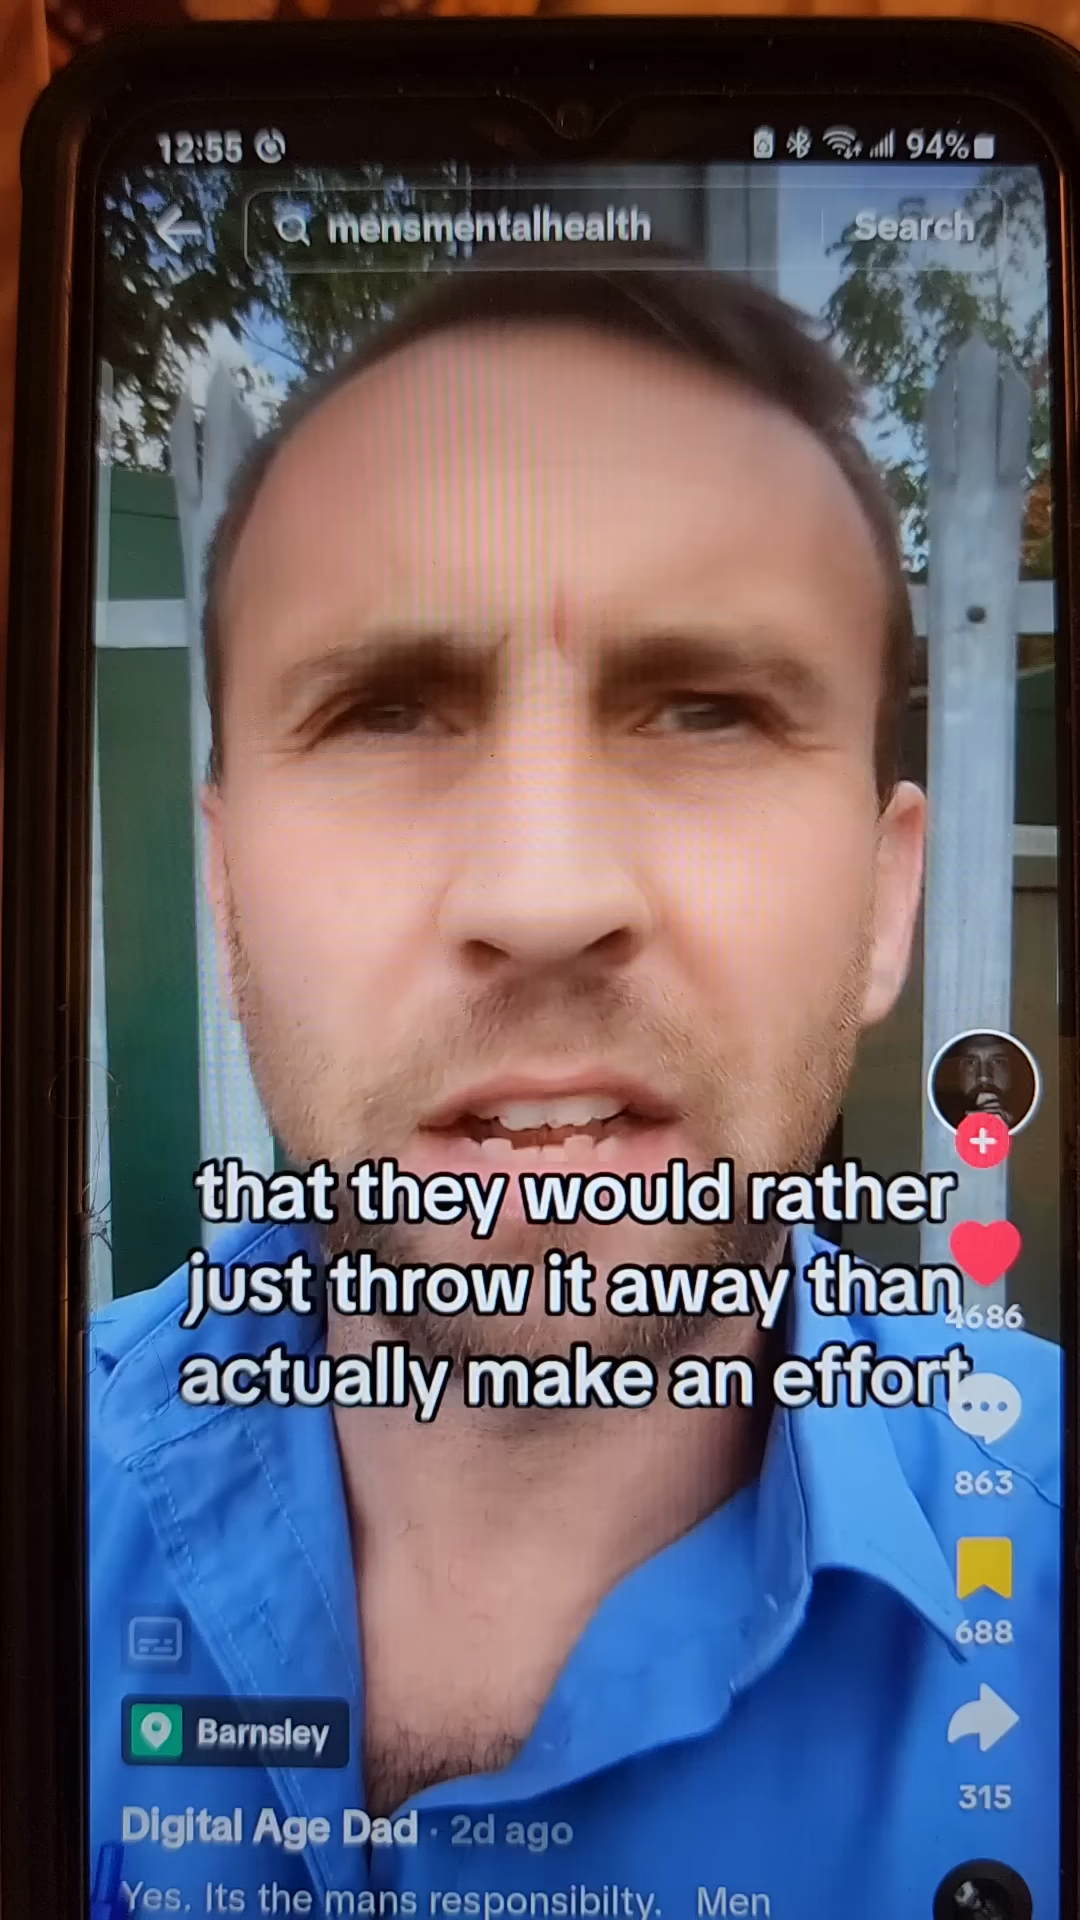 12:55
94%
mensmentalhealth
Search
that they would rather
just throw it away than
actually make an effort
4686
863
688
315
Barnsley
Digital Age Dad · 2d ago
Yes. Its the mans responsibilty. Men